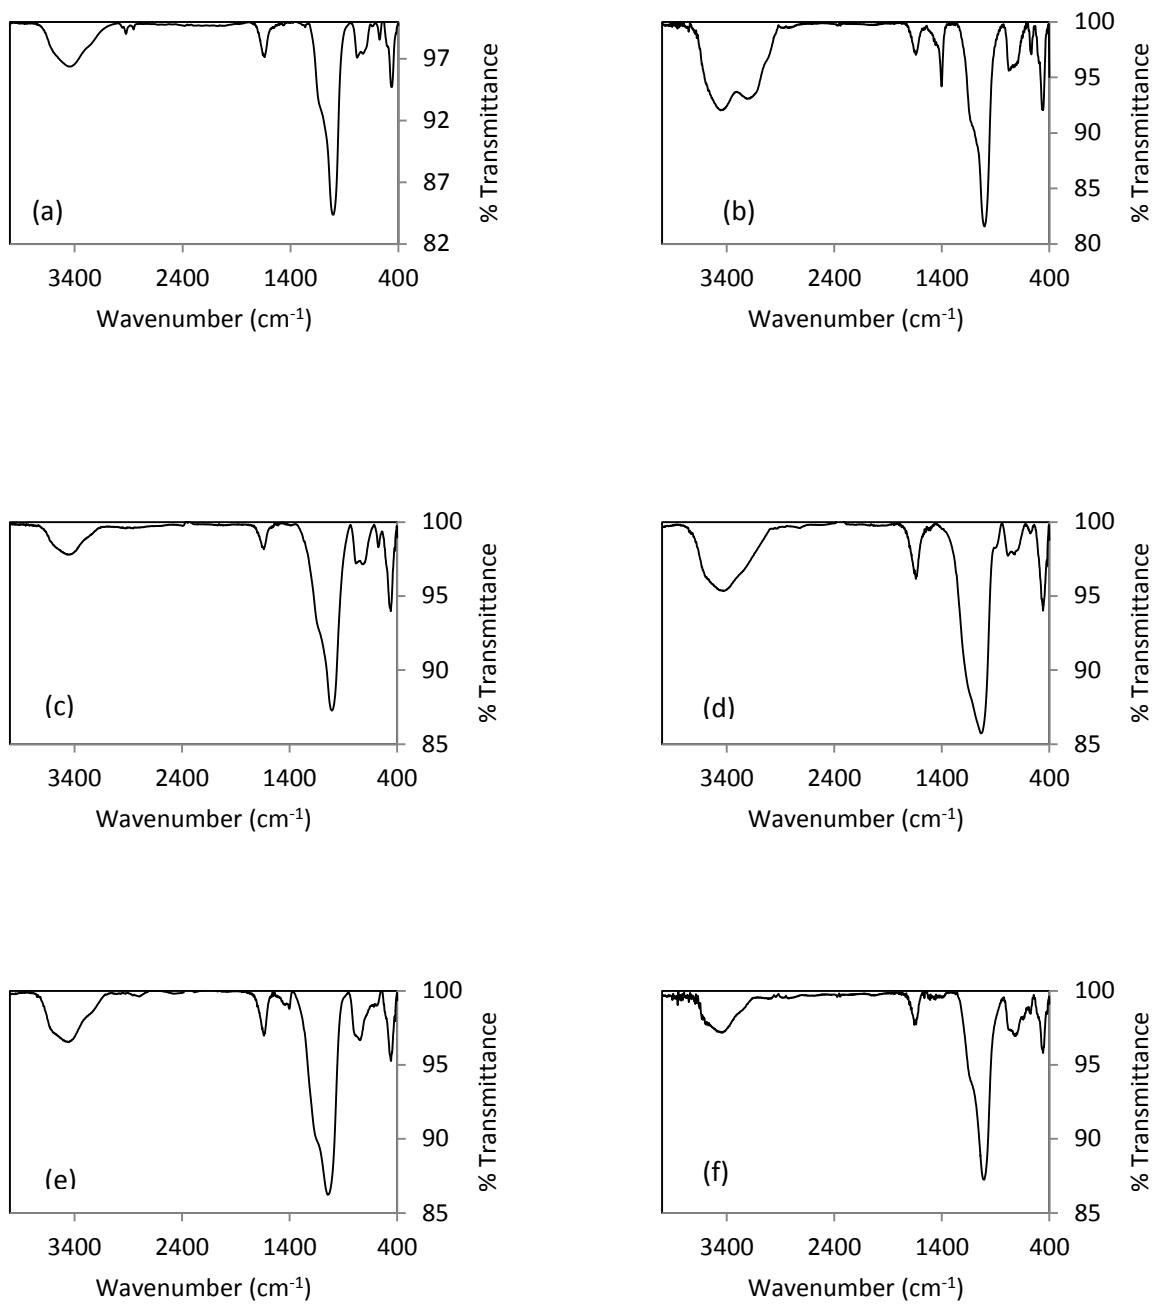 97
92
87
82
% Transmittance
(a)
3400 2400 1400 400
Wavenumber (cm-1)
100
95
90
85
80
% Transmittance
(b)
3400 2400 1400 400
Wavenumber (cm-1)
100
95
90
85
% Transmittance
(c)
3400 2400 1400 400
Wavenumber (cm-1)
100
95
90
85
% Transmittance
(d)
3400 2400 1400 400
Wavenumber (cm-1)
100
95
90
85
% Transmittance
(e)
3400 2400 1400 400
Wavenumber (cm-1)
100
95
90
85
% Transmittance
(f)
3400 2400 1400 400
Wavenumber (cm-1)